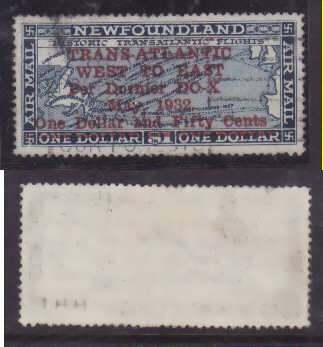 NEWFOUNDLAND
HISTORIC TRANSATLANTIC FLIGHTS
AIR MAIL
AIR MAIL
TRANS-ATLANTIC
WEST TO EAST
Per Dornier DO-X
May, 1932
One Dollar and Fifty Cents
ONE DOLLAR $1 ONE DOLLAR